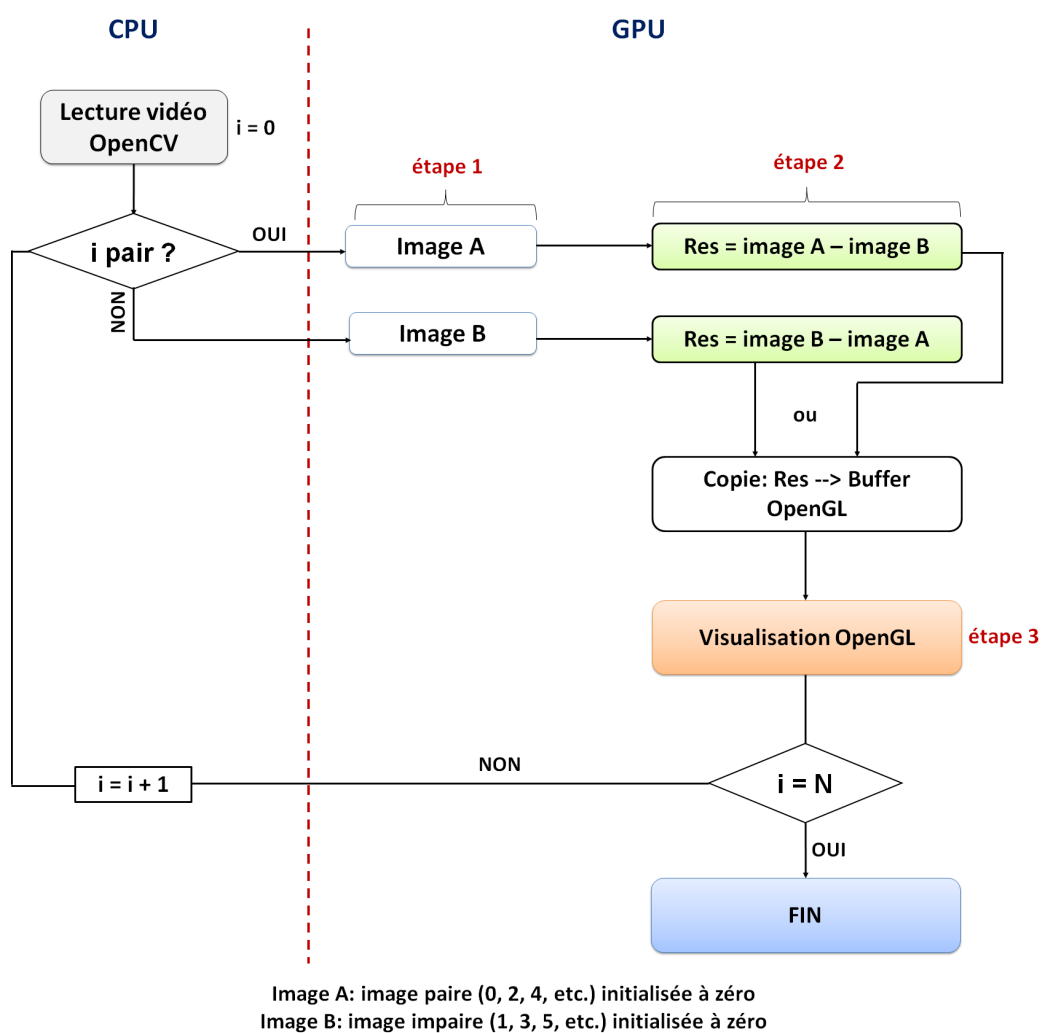 CPU
GPU
Lecture vidéo
OpenCV
i = 0
étape 1
étape 2
i pair ?
OUI
Image A
Res = image A – image B
NON
Image B
Res = image B – image A
ou
Copie: Res --> Buffer
OpenGL
Visualisation OpenGL
étape 3
NON
i = i + 1
i = N
OUI
FIN
Image A: image paire (0, 2, 4, etc.) initialisée à zéro
Image B: image impaire (1, 3, 5, etc.) initialisée à zéro